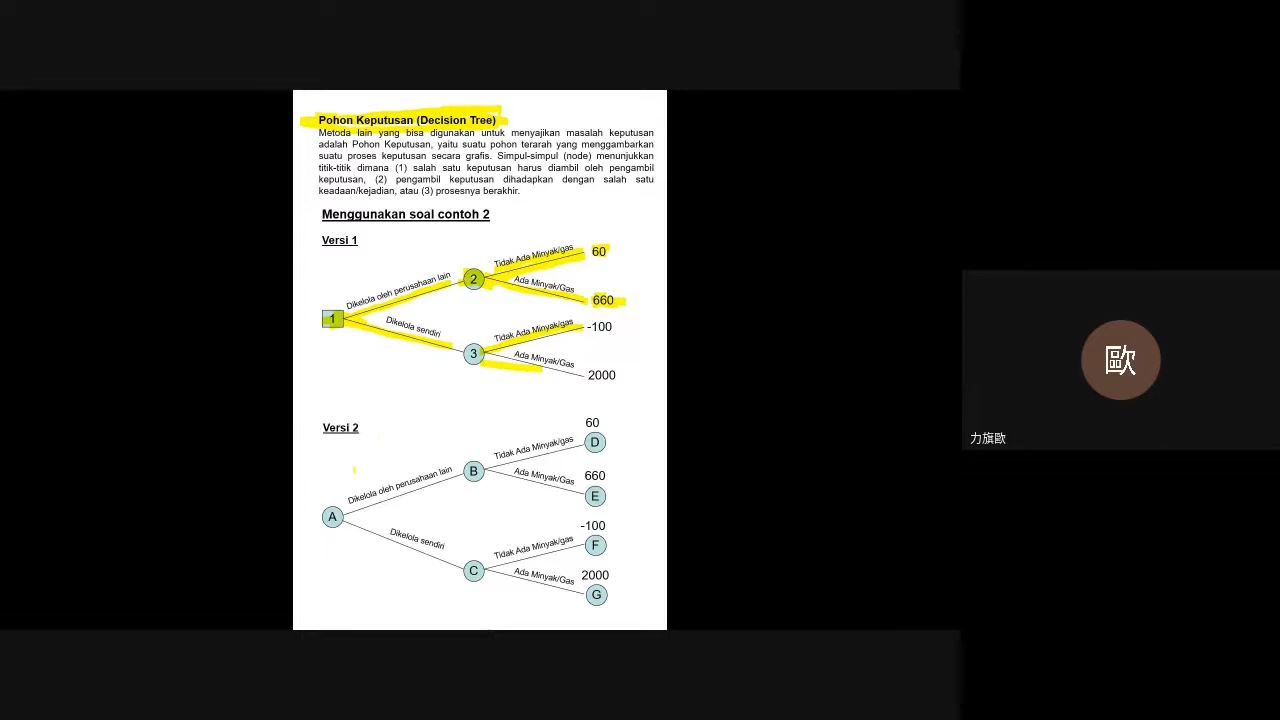 Pohon Keputusan (Decision Tree)
Metoda lain yang bisa digunakan untuk menyajikan masalah keputusan
adalah Pohon Keputusan, yaitu suatu pohon terarah yang menggambarkan
suatu proses keputusan secara grafis. Simpul-simpul (node) menunjukkan
titik-titik dimana (1) salah satu keputusan harus diambil oleh pengambil
keputusan, (2) pengambil keputusan dihadapkan dengan salah satu
keadaan/kejadian, atau (3) prosesnya berakhir.
Menggunakan soal contoh 2
Versi 1
Tidak Ada Minyak/gas
60
Dikelola oleh perusahaan lain
2
Ada Minyak/Gas
660
1
Dikelola sendiri
Tidak Ada Minyak/gas
-100
3
Ada Minyak/Gas
2000
Versi 2
60
Tidak Ada Minyak/gas
D
Dikelola oleh perusahaan lain
B
Ada Minyak/Gas
660
E
A
Dikelola sendiri
-100
Tidak Ada Minyak/gas
F
C
Ada Minyak/Gas
2000
G
歐
力旗歐